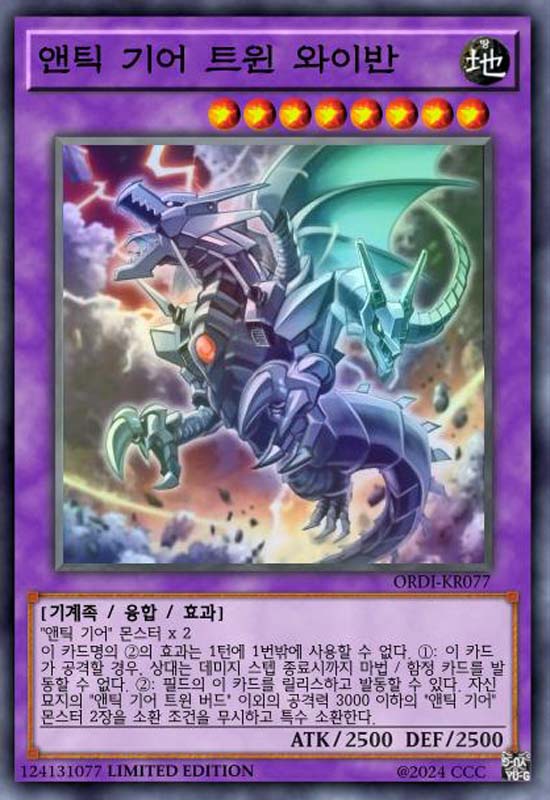 앤틱 기어 트윈 와이반
땅
地
ORDI-KR077
[기계족 / 융합 / 효과]
"앤틱 기어" 몬스터 x 2
이 카드명의 ②의 효과는 1턴에 1번밖에 사용할 수 없다. ①: 이 카드
가 공격할 경우, 상대는 데미지 스텝 종료시까지 마법 / 함정 카드를 발
동할 수 없다. ②: 필드의 이 카드를 릴리스하고 발동할 수 있다. 자신
묘지의 "앤틱 기어 트윈 버드" 이외의 공격력 3000 이하의 "앤틱 기어"
몬스터 2장을 소환 조건을 무시하고 특수 소환한다.
ATK/2500 DEF/2500
124131077 LIMITED EDITION
@2024 CCC
YU-G